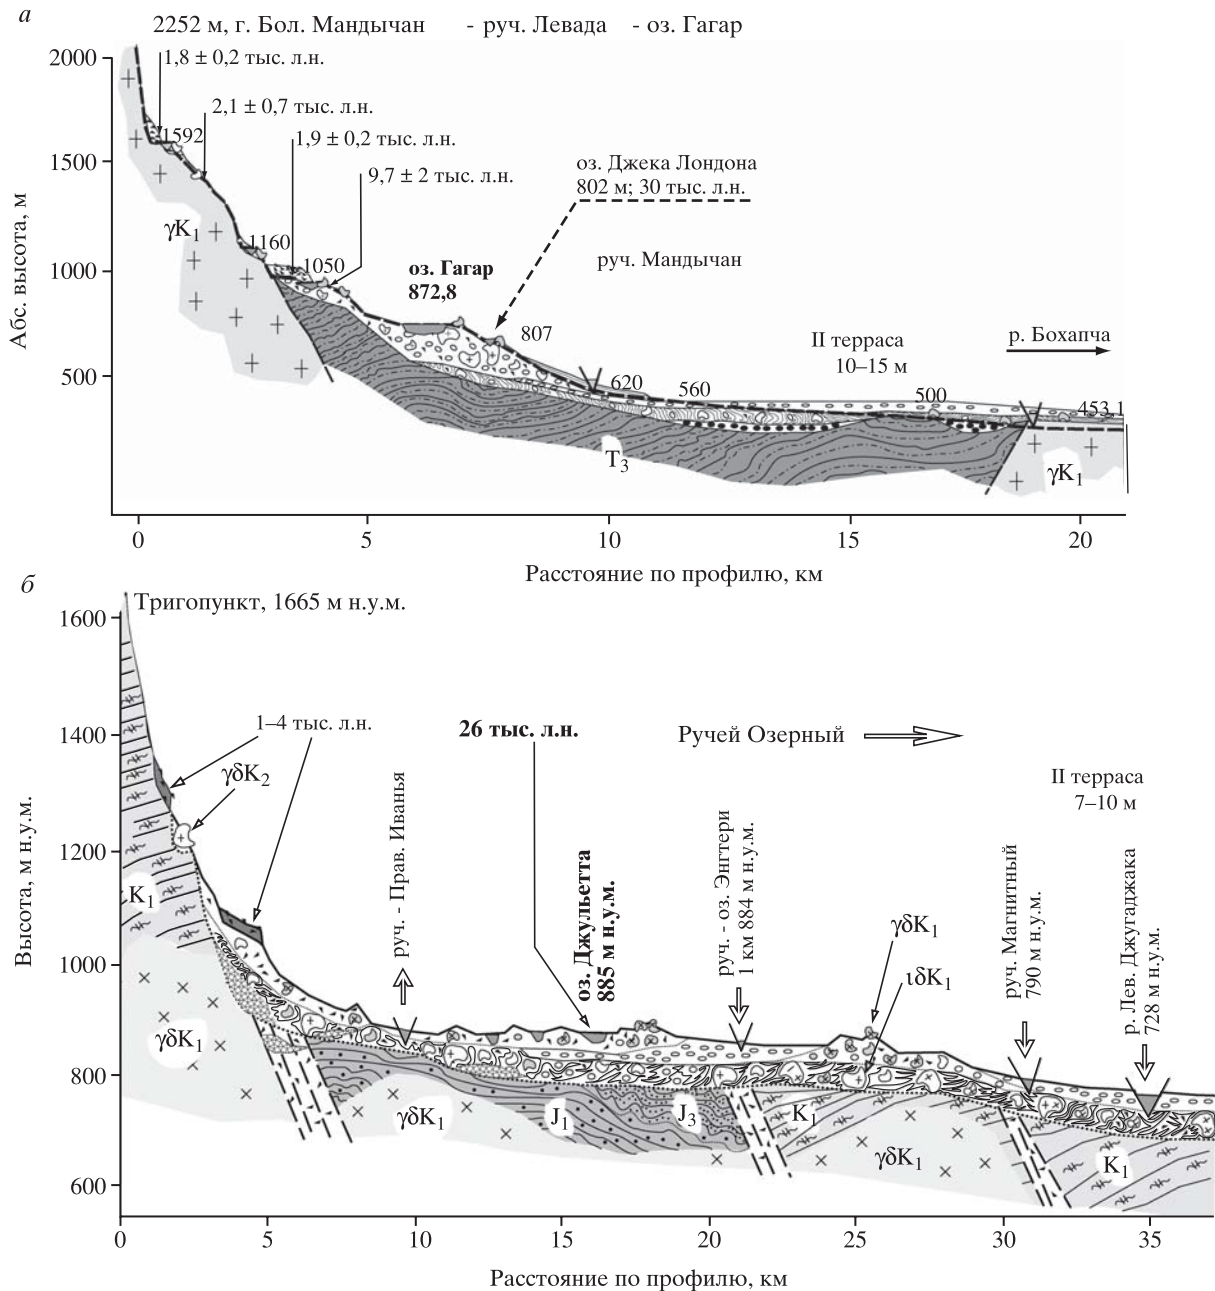 а
2252 м, г. Бол. Мандычан - руч. Левада - оз. Гагар
2000
1,8 ± 0,2 тыс. л.н.
2,1 ± 0,7 тыс. л.н.
1592
1,9 ± 0,2 тыс. л.н.
1500
9,7 ± 2 тыс. л.н.
оз. Джека Лондона
802 м; 30 тыс. л.н.
γK₁
1160
1050
1000
оз. Гагар
872,8
руч. Мандычан
807
II терраса
10–15 м
р. Бохапча
500
620
560
500
453,1
T₃
γK₁
Абс. высота, м
0
5
10
15
20
Расстояние по профилю, км
б
Тригопункт, 1665 м н.у.м.
1600
1–4 тыс. л.н.
26 тыс. л.н.
Ручей Озерный
1400
γδK₂
II терраса
7–10 м
1200
руч. - Прав. Иванья
оз. Джульетта
885 м н.у.м.
руч. - оз. Энгтери
1 км 884 м н.у.м.
γδK₁
ιδK₁
руч. Магнитный
790 м н.у.м.
р. Лев. Джугаджака
728 м н.у.м.
K₁
1000
γδK₁
800
γδK₁
J₁
J₃
K₁
γδK₁
K₁
600
Высота, м н.у.м.
0
5
10
15
20
25
30
35
Расстояние по профилю, км